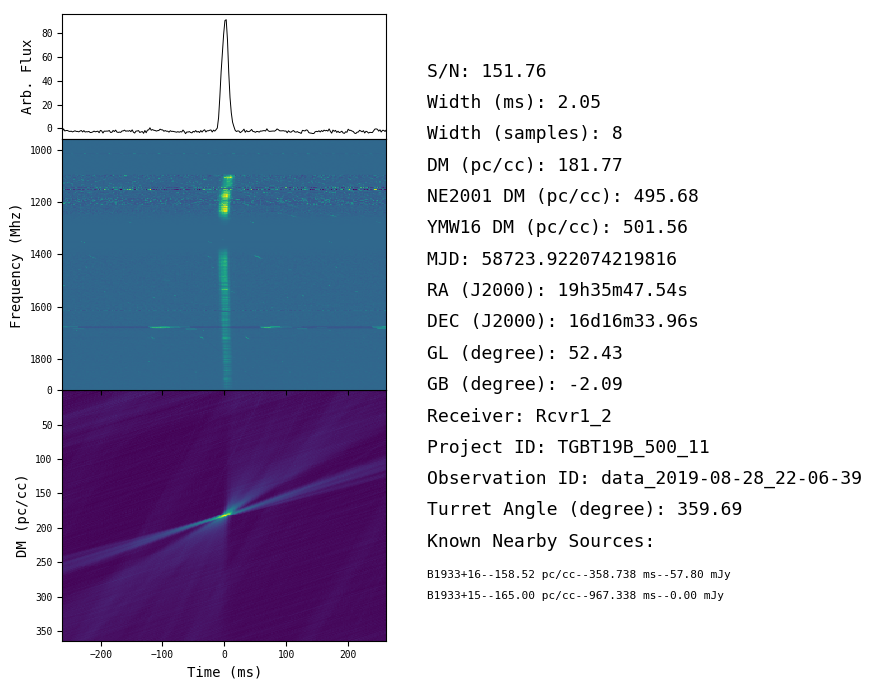 80
60
40
20
0
Arb. Flux
1000
1200
1400
1600
1800
Frequency (Mhz)
0
50
100
150
200
250
300
350
DM (pc/cc)
−200
−100
0
100
200
Time (ms)
S/N: 151.76
Width (ms): 2.05
Width (samples): 8
DM (pc/cc): 181.77
NE2001 DM (pc/cc): 495.68
YMW16 DM (pc/cc): 501.56
MJD: 58723.922074219816
RA (J2000): 19h35m47.54s
DEC (J2000): 16d16m33.96s
GL (degree): 52.43
GB (degree): -2.09
Receiver: Rcvr1_2
Project ID: TGBT19B_500_11
Observation ID: data_2019-08-28_22-06-39
Turret Angle (degree): 359.69
Known Nearby Sources:
B1933+16--158.52 pc/cc--358.738 ms--57.80 mJy
B1933+15--165.00 pc/cc--967.338 ms--0.00 mJy